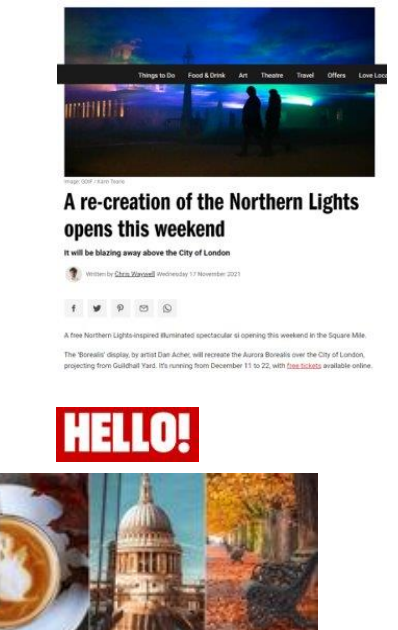 Things to Do Food & Drink Art Theatre Travel Offers Love Loca
A re-creation of the Northern Lights
opens this weekend
It will be blazing away above the City of London
Written by Chris Waywell Wednesday 17 November 2021
A free Northern Lights-inspired illuminated spectacular si opening this weekend in the Square Mile.
The 'Borealis' display, by artist Dan Acher, will recreate the Aurora Borealis over the City of London,
projecting from Guildhall Yard. It's running from December 11 to 22, with free tickets available online.
HELLO!